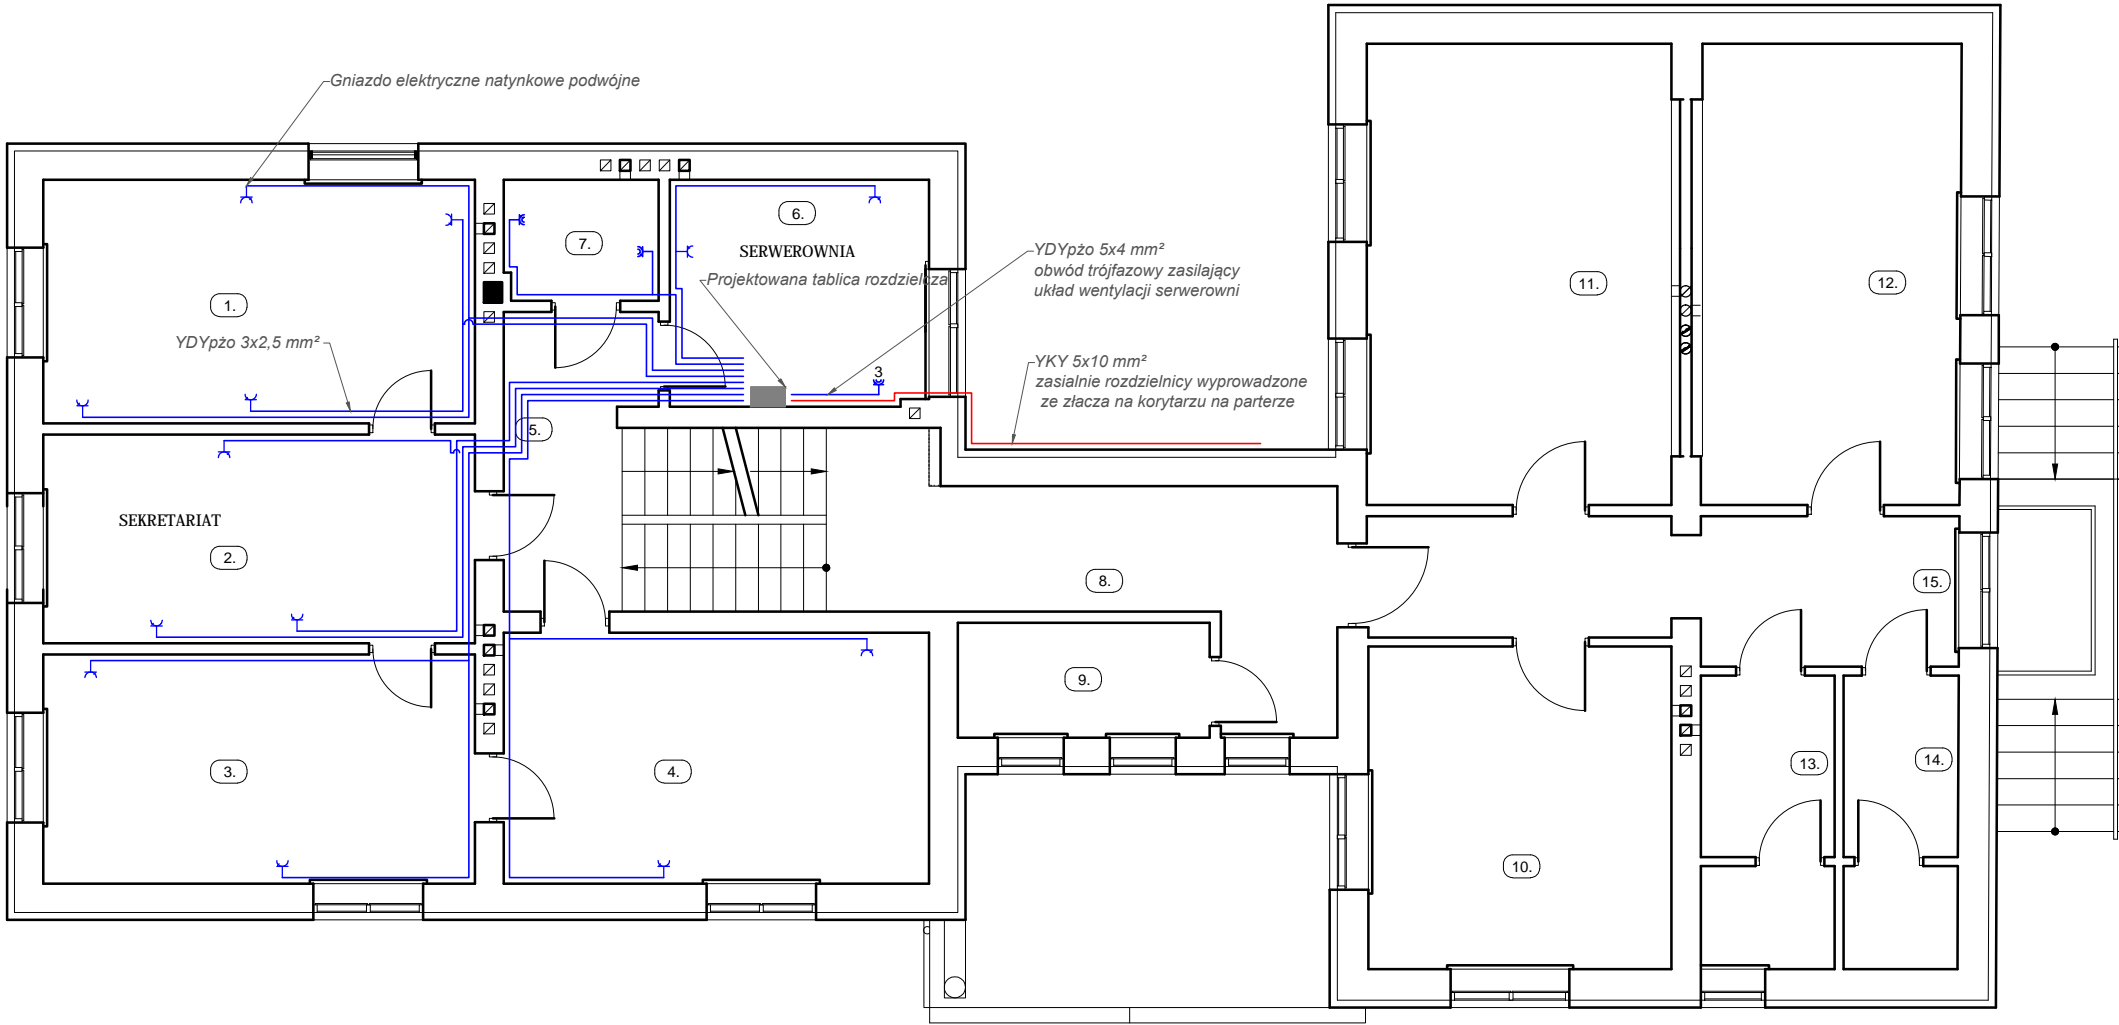 Gniazdo elektryczne natynkowe podwójne
6.
7.
SERWEROWNIA
YDYpżo 5x4 mm²
obwód trójfazowy zasilający
układ wentylacji serwerowni
Projektowana tablica rozdzielcza
11.
12.
1.
YDYpżo 3x2,5 mm²
YKY 5x10 mm²
zasialnie rozdzielnicy wyprowadzone
ze złacza na korytarzu na parterze
3
5.
SEKRETARIAT
2.
8.
15.
9.
3.
4.
13.
14.
10.